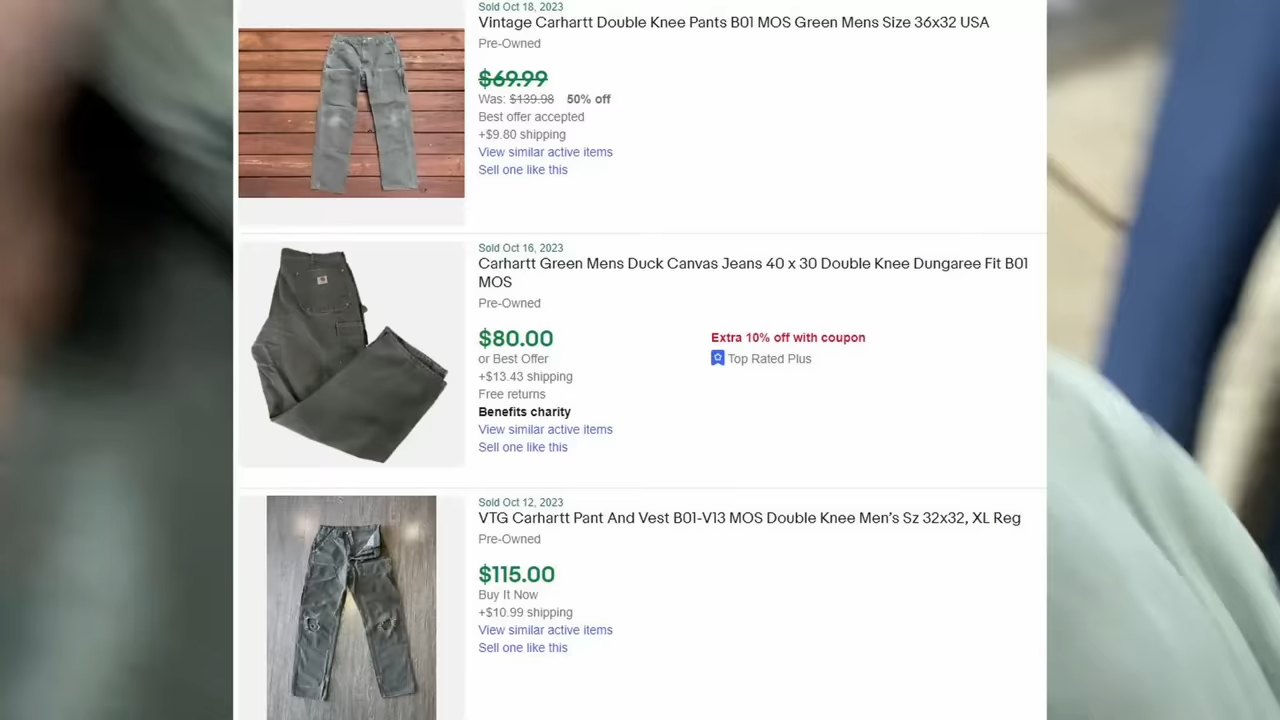 Sold Oct 18, 2023
Vintage Carhartt Double Knee Pants B01 MOS Green Mens Size 36x32 USA
Pre-Owned
$69.99
Was: $139.98 50% off
Best offer accepted
+$9.80 shipping
View similar active items
Sell one like this
Sold Oct 16, 2023
Carhartt Green Mens Duck Canvas Jeans 40 x 30 Double Knee Dungaree Fit B01
MOS
Pre-Owned
$80.00
Extra 10% off with coupon
or Best Offer
Top Rated Plus
+$13.43 shipping
Free returns
Benefits charity
View similar active items
Sell one like this
Sold Oct 12, 2023
VTG Carhartt Pant And Vest B01-V13 MOS Double Knee Men's Sz 32x32, XL Reg
Pre-Owned
$115.00
Buy It Now
+$10.99 shipping
View similar active items
Sell one like this